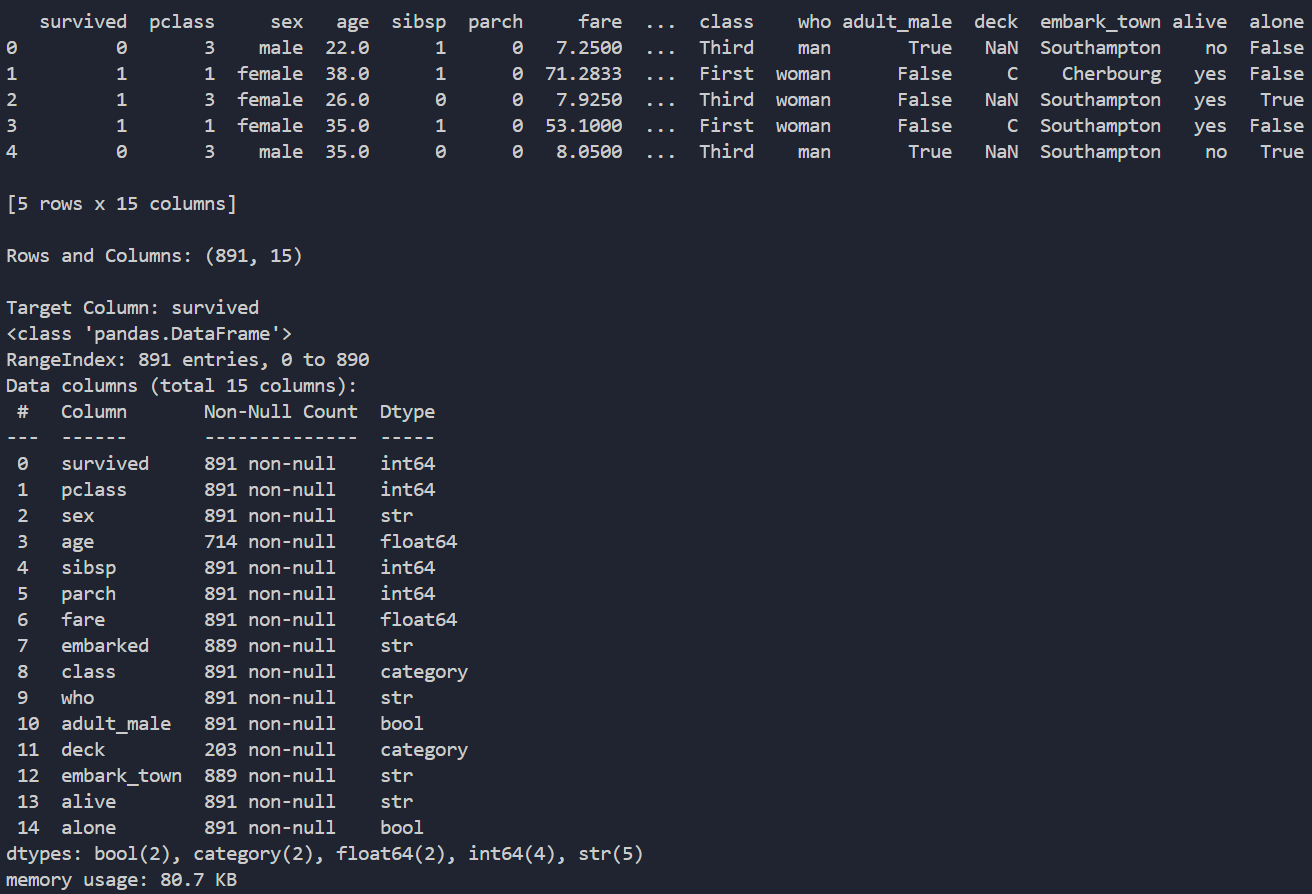 survived  pclass     sex   age  sibsp  parch     fare  ...  class    who adult_male  deck  embark_town alive  alone
0         0       3    male  22.0      1      0   7.2500  ...  Third    man       True   NaN  Southampton    no  False
1         1       1  female  38.0      1      0  71.2833  ...  First  woman      False     C    Cherbourg   yes  False
2         1       3  female  26.0      0      0   7.9250  ...  Third  woman      False   NaN  Southampton   yes   True
3         1       1  female  35.0      1      0  53.1000  ...  First  woman      False     C  Southampton   yes  False
4         0       3    male  35.0      0      0   8.0500  ...  Third    man       True   NaN  Southampton    no   True
[5 rows x 15 columns]
Rows and Columns: (891, 15)
Target Column: survived
<class 'pandas.DataFrame'>
RangeIndex: 891 entries, 0 to 890
Data columns (total 15 columns):
 #   Column       Non-Null Count  Dtype
---  ------       --------------  -----
 0   survived     891 non-null    int64
 1   pclass       891 non-null    int64
 2   sex          891 non-null    str
 3   age          714 non-null    float64
 4   sibsp        891 non-null    int64
 5   parch        891 non-null    int64
 6   fare         891 non-null    float64
 7   embarked     889 non-null    str
 8   class        891 non-null    category
 9   who          891 non-null    str
 10  adult_male   891 non-null    bool
 11  deck         203 non-null    category
 12  embark_town  889 non-null    str
 13  alive        891 non-null    str
 14  alone        891 non-null    bool
dtypes: bool(2), category(2), float64(2), int64(4), str(5)
memory usage: 80.7 KB